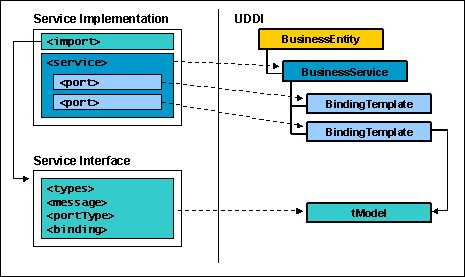 Service Implementation
<import>
<service>
<port>
<port>
Service Interface
<types>
<message>
<portType>
<binding>
UDDI
BusinessEntity
BusinessService
BindingTemplate
BindingTemplate
tModel